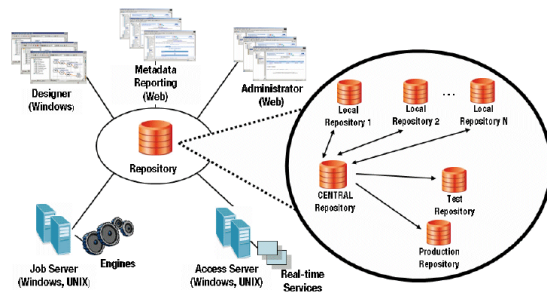 Designer
(Windows)
Metadata
Reporting
(Web)
Administrator
(Web)
Repository
Job Server
(Windows, UNIX)
Engines
Access Server
(Windows, UNIX)
Real-time
Services
Local
Repository 1
Local
Repository 2
...
Local
Repository N
CENTRAL
Repository
Test
Repository
Production
Repository